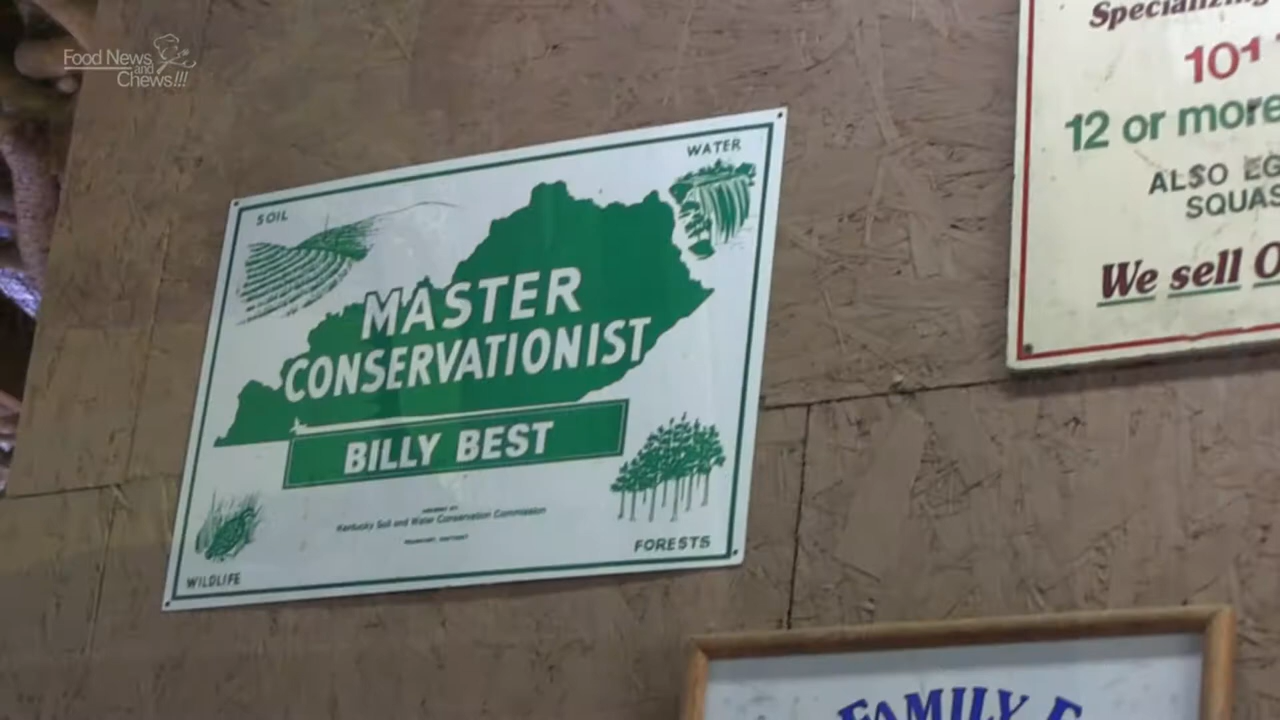 Food News
and
Chews!!!
SOIL
WATER
MASTER
CONSERVATIONIST
BILLY BEST
Kentucky Soil and Water Conservation Commission
WILDLIFE
FORESTS
Specializing
12 or more
ALSO EG
SQUAS
We sell O
FAMILY F